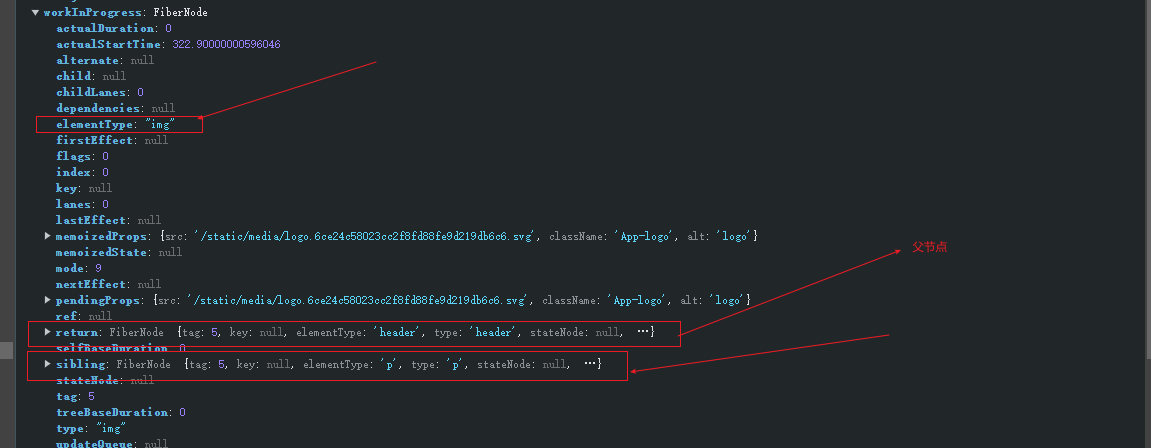 ▼ workInProgress: FiberNode
actualDuration: 0
actualStartTime: 322.90000000596046
alternate: null
child: null
childLanes: 0
dependencies: null
elementType: "img"
firstEffect: null
flags: 0
index: 0
key: null
lanes: 0
lastEffect: null
▶ memoizedProps: {src: '/static/media/logo.6ce24c58023cc2f8fd88fe9d219db6c6.svg', className: 'App-logo', alt: 'logo'}
memoizedState: null
mode: 9
父节点
nextEffect: null
▶ pendingProps: {src: '/static/media/logo.6ce24c58023cc2f8fd88fe9d219db6c6.svg', className: 'App-logo', alt: 'logo'}
ref: null
▶ return: FiberNode {tag: 5, key: null, elementType: 'header', type: 'header', stateNode: null, …}
selfBaseDuration: 0
▶ sibling: FiberNode {tag: 5, key: null, elementType: 'p', type: 'p', stateNode: null, …}
stateNode: null
tag: 5
treeBaseDuration: 0
type: "img"
updateQueue: null